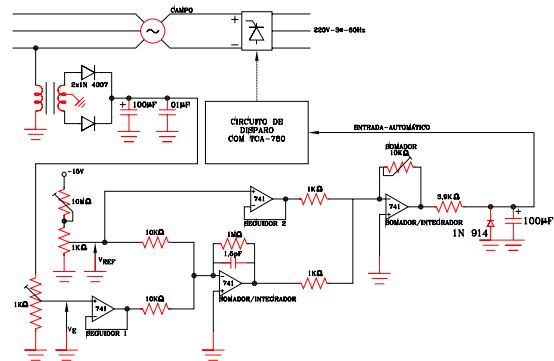 CAMPO
+
−
220V-3ø-60Hz
2x1N 4007
+
100µF
01µF
CIRCUITO DE
DISPARO
COM TCA-780
ENTRADA-AUTOMÁTICO
-15V
10MΩ
1KΩ
VREF
10KΩ
741
SEGUIDOR 2
1KΩ
SOMADOR
10KΩ
741
SOMADOR/INTEGRADOR
3,9KΩ
1N 914
+
100µF
1MΩ
1,5pF
741
SOMADOR/INTEGRADOR
1KΩ
1KΩ
VE
741
SEGUIDOR 1
10KΩ